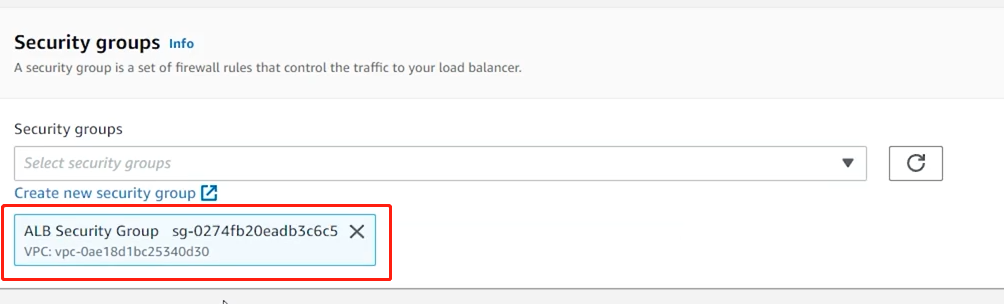 Security groups Info
A security group is a set of firewall rules that control the traffic to your load balancer.
Security groups
Select security groups
Create new security group
ALB Security Group sg-0274fb20eadb3c6c5
VPC: vpc-0ae18d1bc25340d30